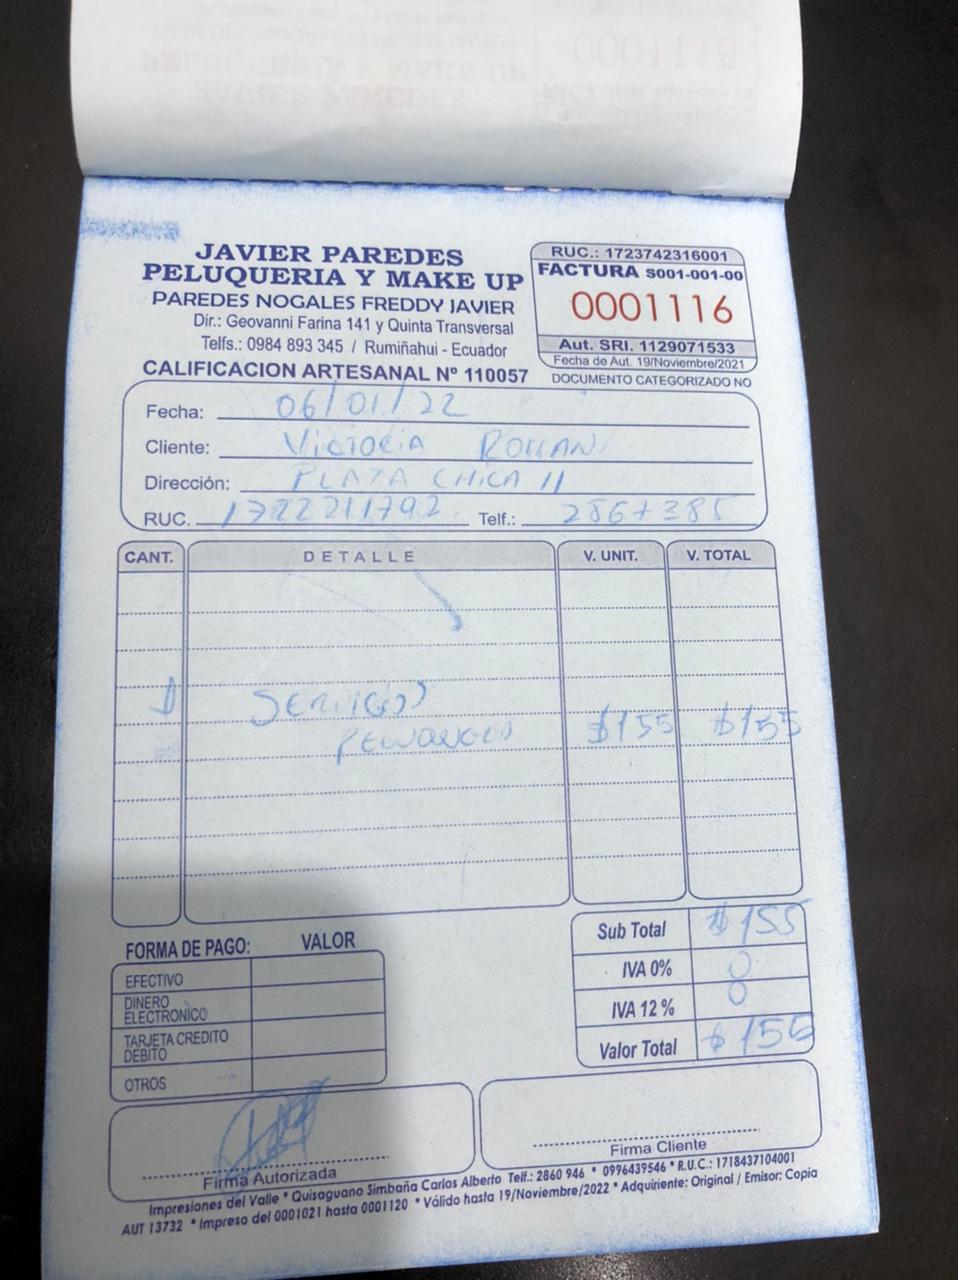 JAVIER PAREDES
PELUQUERIA Y MAKE UP
PAREDES NOGALES FREDDY JAVIER
Dir.: Geovanni Farina 141 y Quinta Transversal
Telfs.: 0984 893 345 / Rumiñahui - Ecuador
CALIFICACION ARTESANAL Nº 110057
RUC.: 1723742316001
FACTURA S001-001-00
0001116
Aut. SRI. 1129071533
Fecha de Aut. 19/Noviembre/2021
DOCUMENTO CATEGORIZADO NO
Fecha: 06/01/22
Cliente: Victoria ROMAN
Dirección: PLAZA CHICA 11
RUC. 1722211792 Telf.: 2867385
CANT. DETALLE V. UNIT. V. TOTAL
1 SERVICIOS
$155 $155
Sub Total $155
IVA 0% 0
IVA 12 % 0
Valor Total $155
FORMA DE PAGO: VALOR
EFECTIVO
DINERO
ELECTRONICO
TARJETA CREDITO
DEBITO
OTROS
Firma Autorizada
Firma Cliente
Impresiones del Valle * Quisaguano Simbaña Carlos Alberto Telf.: 2860 946 * 0996439546 * R.U.C.: 1718437104001
AUT 13732 * Impreso del 0001021 hasta 0001120 * Válido hasta 19/Noviembre/2022 * Adquiriente: Original / Emisor: Copia